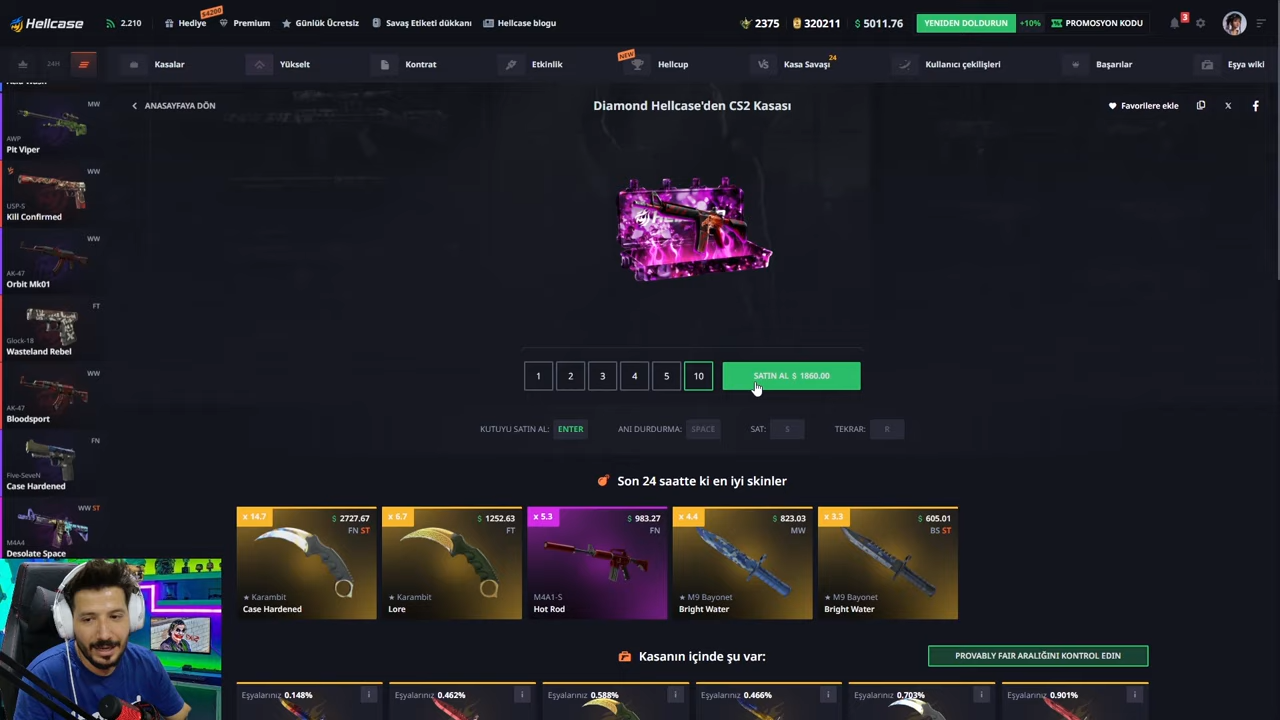 Hellcase
2.210
Hediye
$4200
Premium
Günlük Ücretsiz
Savaş Etiketi dükkanı
Hellcase blogu
2375
320211
$ 5011.76
YENİDEN DOLDURUN
+10%
PROMOSYON KODU
3
24H
Kasalar
Yükselt
Kontrat
Etkinlik
NEW
Hellcup
VS
Kasa Savaşı
24
Kullanıcı çekilişleri
Başarılar
Eşya wiki
ANASAYFAYA DÖN
Diamond Hellcase'den CS2 Kasası
Favorilere ekle
MW
AWP
Pit Viper
WW
USP-S
Kill Confirmed
WW
AK-47
Orbit Mk01
FT
Glock-18
Wasteland Rebel
WW
AK-47
Bloodsport
FN
Five-SeveN
Case Hardened
WW ST
M4A4
Desolate Space
1
2
3
4
5
10
SATIN AL $ 1860.00
KUTUYU SATIN AL:
ENTER
ANI DURDURMA:
SPACE
SAT:
S
TEKRAR:
R
Son 24 saatte ki en iyi skinler
x 14.7
$ 2727.67
FN ST
★ Karambit
Case Hardened
x 6.7
$ 1252.63
FT
★ Karambit
Lore
x 5.3
$ 983.27
FN
M4A1-S
Hot Rod
x 4.4
$ 823.03
MW
★ M9 Bayonet
Bright Water
x 3.3
$ 605.01
BS ST
★ M9 Bayonet
Bright Water
Kasanın içinde şu var:
PROVABLY FAIR ARALIĞINI KONTROL EDIN
Eşyalarınız 0.148%
Eşyalarınız 0.462%
Eşyalarınız 0.588%
Eşyalarınız 0.466%
Eşyalarınız 0.703%
Eşyalarınız 0.901%